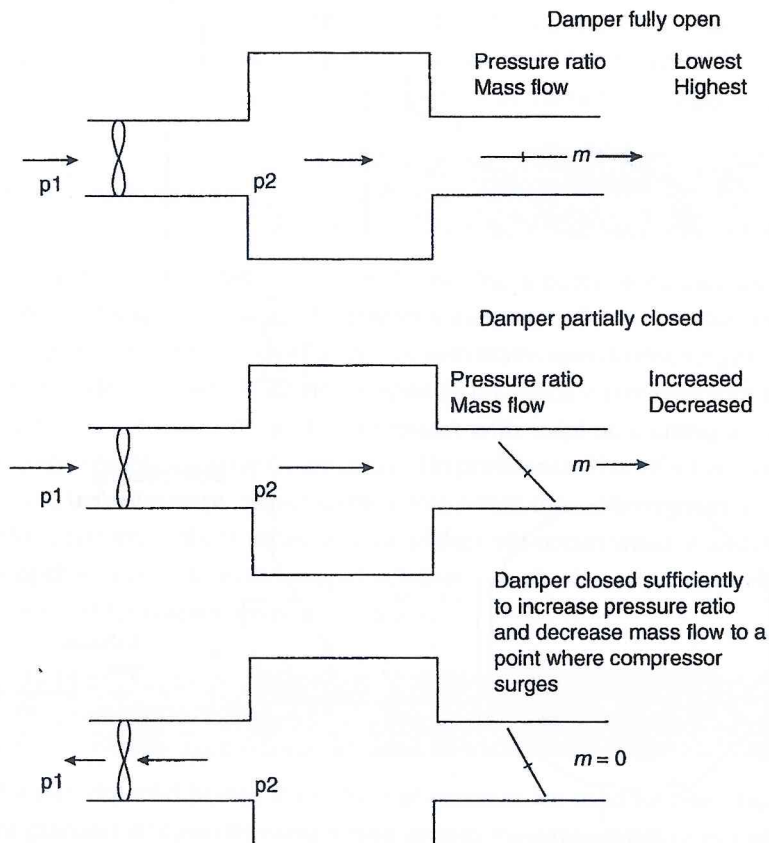 Damper fully open
Pressure ratio Lowest
Mass flow Highest
m
p1 p2
Damper partially closed
Pressure ratio Increased
Mass flow Decreased
m
p1 p2
Damper closed sufficiently
to increase pressure ratio
and decrease mass flow to a
point where compressor
surges
m = 0
p1 p2